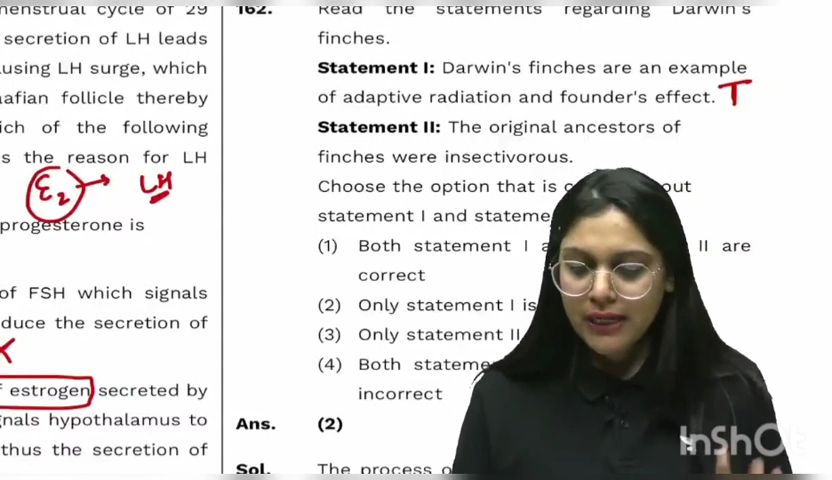 menstrual cycle of 29
secretion of LH leads
using LH surge, which
afian follicle thereby
ich of the following
s the reason for LH
E₂ → LH
progesterone is
of FSH which signals
duce the secretion of
f estrogen secreted by
gnals hypothalamus to
thus the secretion of
162. Read the statements regarding Darwin's
finches.
Statement I: Darwin's finches are an example
of adaptive radiation and founder's effect. T
Statement II: The original ancestors of
finches were insectivorous.
Choose the option that is out
statement I and stateme
(1) Both statement I II are
correct
(2) Only statement I is
(3) Only statement II
(4) Both stateme
incorrect
Ans. (2)
Sol. The process o
InShO